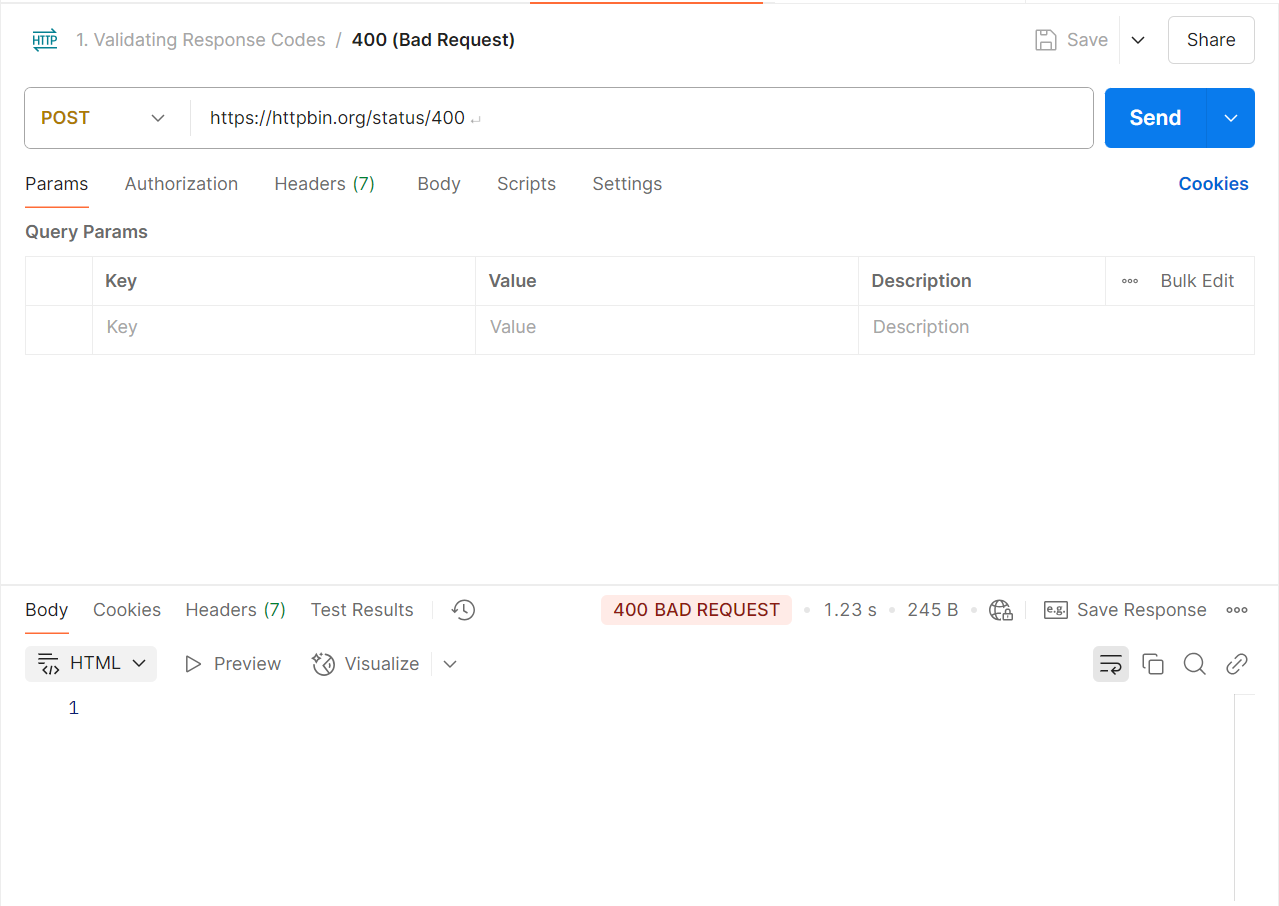 HTTP 1. Validating Response Codes / 400 (Bad Request) Save Share
POST https://httpbin.org/status/400 ↵ Send
Params Authorization Headers (7) Body Scripts Settings Cookies
Query Params
Key Value Description Bulk Edit
Key Value Description
Body Cookies Headers (7) Test Results 400 BAD REQUEST • 1.23 s • 245 B • e.g. Save Response
HTML Preview Visualize
1